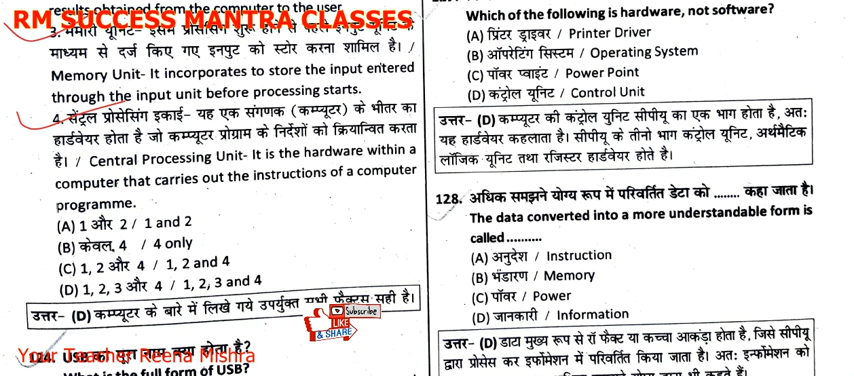 results obtained from the computer to the user
RM SUCCESS MANTRA CLASSES
3. मेमोरी यूनिट– इसमें प्रोसेसिंग शुरू होने से पहले इनपुट यूनिट के
माध्यम से दर्ज किए गए इनपुट को स्टोर करना शामिल है। /
Memory Unit- It incorporates to store the input entered
through the input unit before processing starts.
4. सेंट्रल प्रोसेसिंग इकाई– यह एक संगणक (कम्प्यूटर) के भीतर का
हार्डवेयर होता है जो कम्प्यूटर प्रोग्राम के निर्देशों को क्रियान्वित करता
है। / Central Processing Unit- It is the hardware within a
computer that carries out the instructions of a computer
programme.
(A) 1 और 2 / 1 and 2
(B) केवल 4 / 4 only
(C) 1, 2 और 4 / 1, 2 and 4
(D) 1, 2, 3 और 4 / 1, 2, 3 and 4
उत्तर– (D) कम्प्यूटर के बारे में लिखे गये उपर्युक्त सभी फैक्ट्स सही है।
Subscribe
LIKE
& SHARE
124. USB का पूरा नाम क्या होता है?
Your Teacher Reena Mishra
What is the full form of USB?
Which of the following is hardware, not software?
(A) प्रिंटर ड्राइवर / Printer Driver
(B) ऑपरेटिंग सिस्टम / Operating System
(C) पॉवर प्वाइंट / Power Point
(D) कंट्रोल यूनिट / Control Unit
उत्तर– (D) कम्प्यूटर की कंट्रोल युनिट सीपीयू का एक भाग होता है, अत:
यह हार्डवेयर कहलाता है। सीपीयू के तीनो भाग कंट्रोल यूनिट, अर्थमैटिक
लॉजिक यूनिट तथा रजिस्टर हार्डवेयर होते है।
128. अधिक समझने योग्य रूप में परिवर्तित डेटा को ........ कहा जाता है।
The data converted into a more understandable form is
called..........
(A) अनुदेश / Instruction
(B) भंडारण / Memory
(C) पॉवर / Power
(D) जानकारी / Information
उत्तर– (D) डाटा मुख्य रूप से रॉ फैक्ट या कच्चा आकंड़ा होता है, जिसे सीपीयू
द्वारा प्रोसेस कर इर्फोमेशन में परिवर्तित किया जाता है। अत: इन्फोर्मेशन को